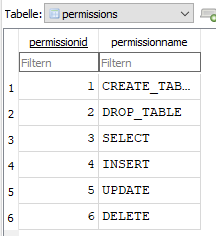 Tabelle: permissions
permissionid permissionname
Filtern Filtern
1 1 CREATE_TAB...
2 2 DROP_TABLE
3 3 SELECT
4 4 INSERT
5 5 UPDATE
6 6 DELETE